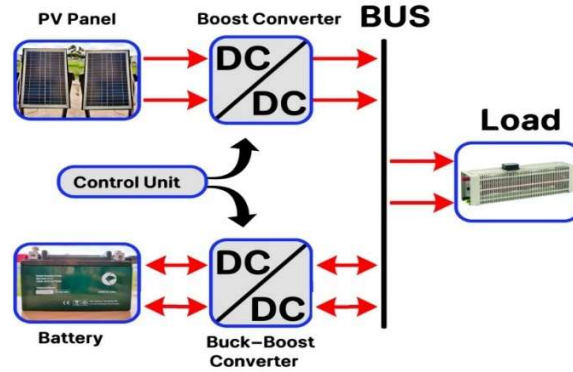 PV Panel
Boost Converter
BUS
DC
DC
Load
Control Unit
DC
DC
Battery
Buck–Boost
Converter